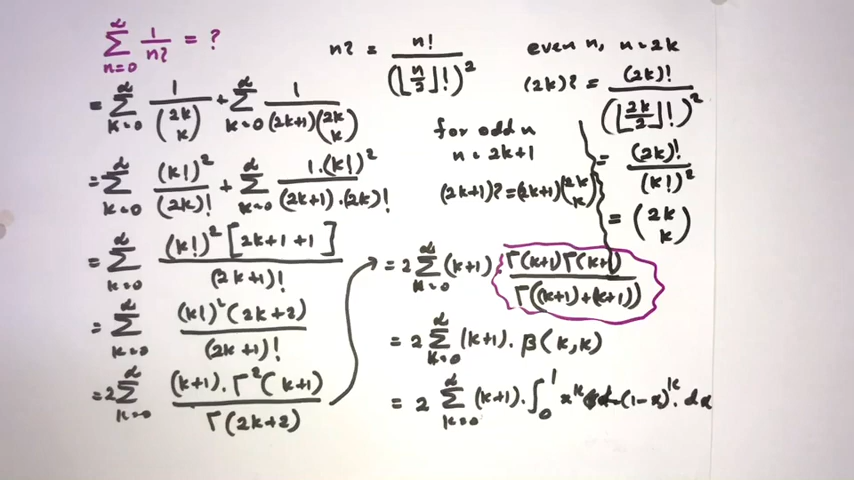 ∑_{n=0}^{∞} 1/n? = ?
= ∑_{k=0}^{∞} 1/(2k k) + ∑_{k=0}^{∞} 1/((2k+1)(2k k))
= ∑_{k=0}^{∞} (k!)²/(2k)! + ∑_{k=0}^{∞} 1.(k!)²/((2k+1).(2k)!)
= ∑_{k=0}^{∞} (k!)²[2k+1+1]/(2k+1)!
= ∑_{k=0}^{∞} (k!)²(2k+2)/(2k+1)!
= 2∑_{k=0}^{∞} (k+1).Γ²(k+1)/Γ(2k+2)
n? = n!/(⌊n/2⌋!)²
for odd n
n = 2k+1
(2k+1)? = (2k+1)(2k k)
even n, n = 2k
(2k)? = (2k)!/(⌊2k/2⌋!)²
= (2k)!/(k!)²
= (2k k)
= 2∑_{k=0}^{∞} (k+1) Γ(k+1)Γ(k+1)/Γ((k+1)+(k+1))
= 2∑_{k=0}^{∞} (k+1).β(k,k)
= 2∑_{k=0}^{∞} (k+1).∫_0^1 x^k (1-x)^k.dx